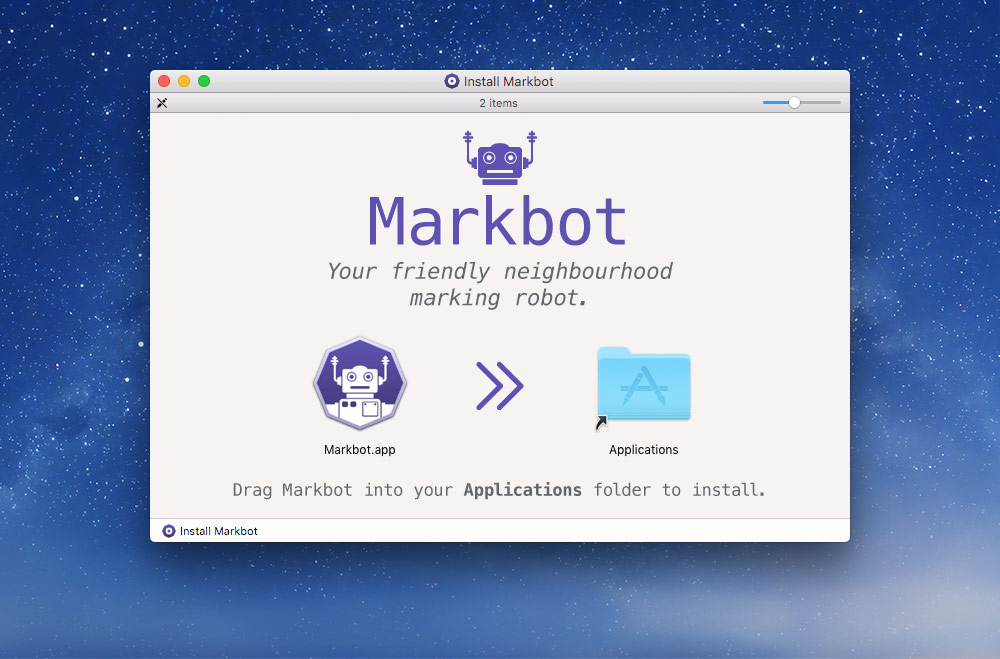 Install Markbot
2 items
Markbot
Your friendly neighbourhood
marking robot.
Markbot.app
Applications
Drag Markbot into your Applications folder to install.
Install Markbot